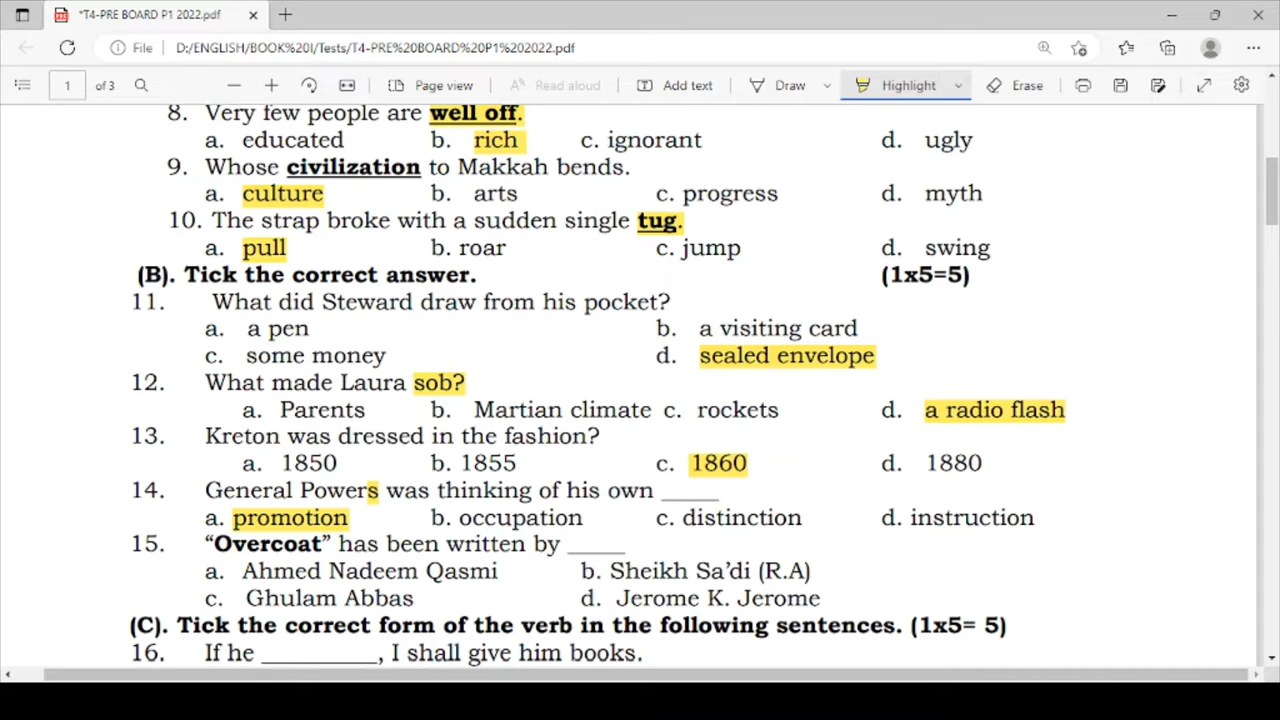 *T4-PRE BOARD P1 2022.pdf
File D:/ENGLISH/BOOK%20I/Tests/T4-PRE%20BOARD%20P1%202022.pdf
1 of 3 Page view Read aloud Add text Draw Highlight Erase
8. Very few people are well off.
a. educated b. rich c. ignorant d. ugly
9. Whose civilization to Makkah bends.
a. culture b. arts c. progress d. myth
10. The strap broke with a sudden single tug.
a. pull b. roar c. jump d. swing
(B). Tick the correct answer. (1x5=5)
11. What did Steward draw from his pocket?
a. a pen b. a visiting card
c. some money d. sealed envelope
12. What made Laura sob?
a. Parents b. Martian climate c. rockets d. a radio flash
13. Kreton was dressed in the fashion?
a. 1850 b. 1855 c. 1860 d. 1880
14. General Powers was thinking of his own _____
a. promotion b. occupation c. distinction d. instruction
15. “Overcoat” has been written by _____
a. Ahmed Nadeem Qasmi b. Sheikh Sa’di (R.A)
c. Ghulam Abbas d. Jerome K. Jerome
(C). Tick the correct form of the verb in the following sentences. (1x5= 5)
16. If he __________, I shall give him books.